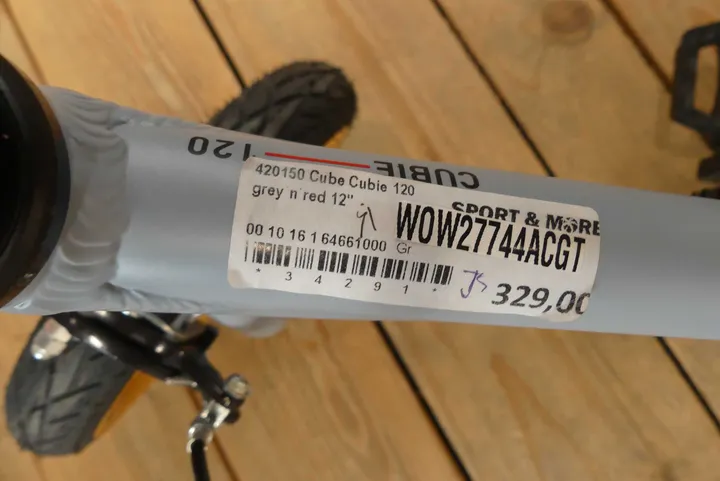 CUBIE 120
420150 Cube Cubie 120
grey n red 12"
SPORT & MORE
WOW27744ACGT
00 10 16 1 64661000 Gr
* 3 4 2 9 1
329,00